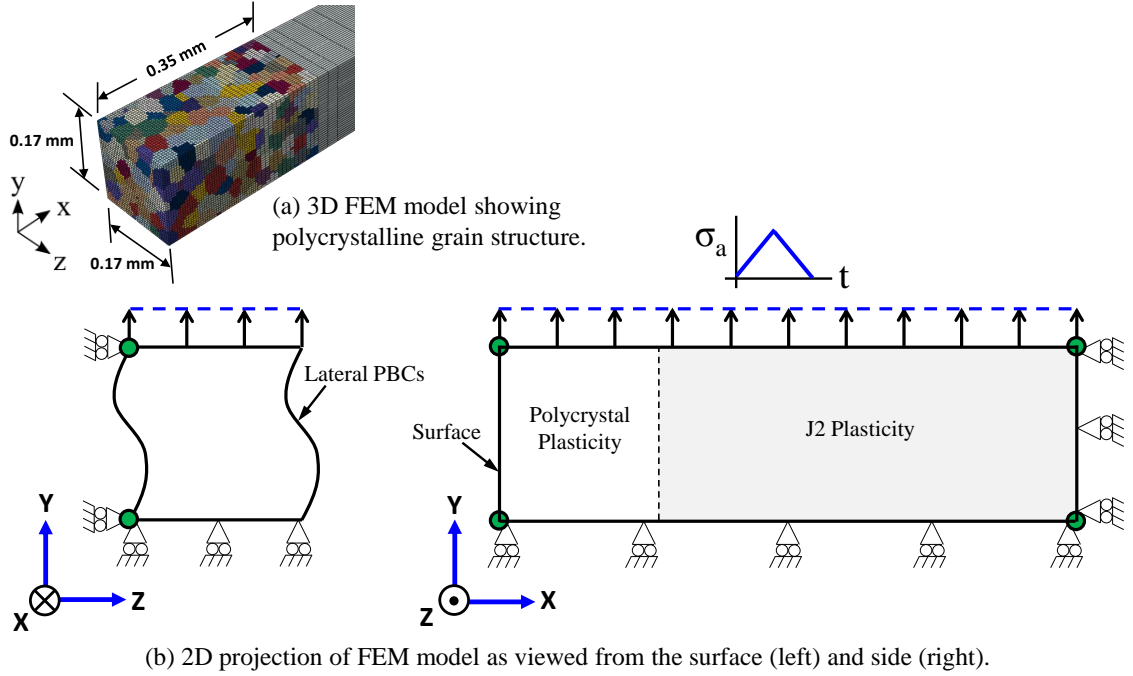 0.35 mm
0.17 mm
y
x
z
0.17 mm
(a) 3D FEM model showing
polycrystalline grain structure.
σa
t
Lateral PBCs
Surface
Polycrystal
Plasticity
J2 Plasticity
Y
X
Z
Y
Z
X
(b) 2D projection of FEM model as viewed from the surface (left) and side (right).